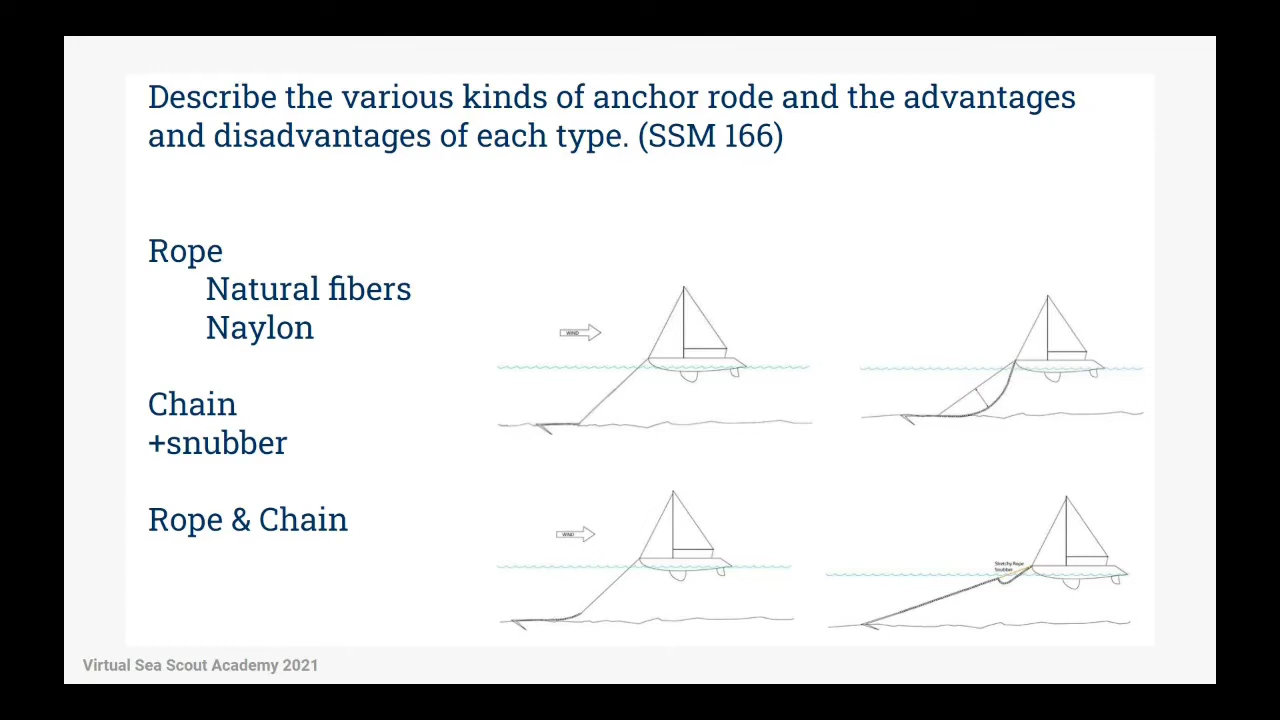 Describe the various kinds of anchor rode and the advantages
and disadvantages of each type. (SSM 166)
Rope
Natural fibers
Naylon
Chain
+snubber
Rope & Chain
WIND
WIND
Stretchy Rope
Snubber
Virtual Sea Scout Academy 2021